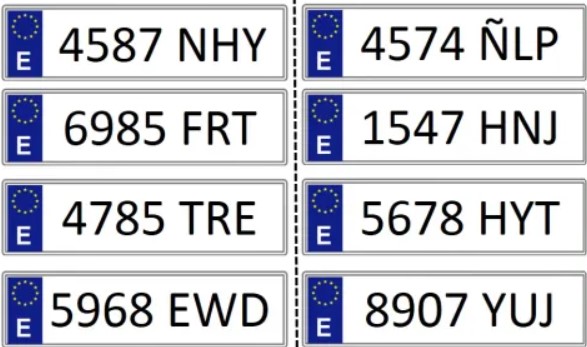 E 4587 NHY
E 4574 ÑLP
E 6985 FRT
E 1547 HNJ
E 4785 TRE
E 5678 HYT
E 5968 EWD
E 8907 YUJ